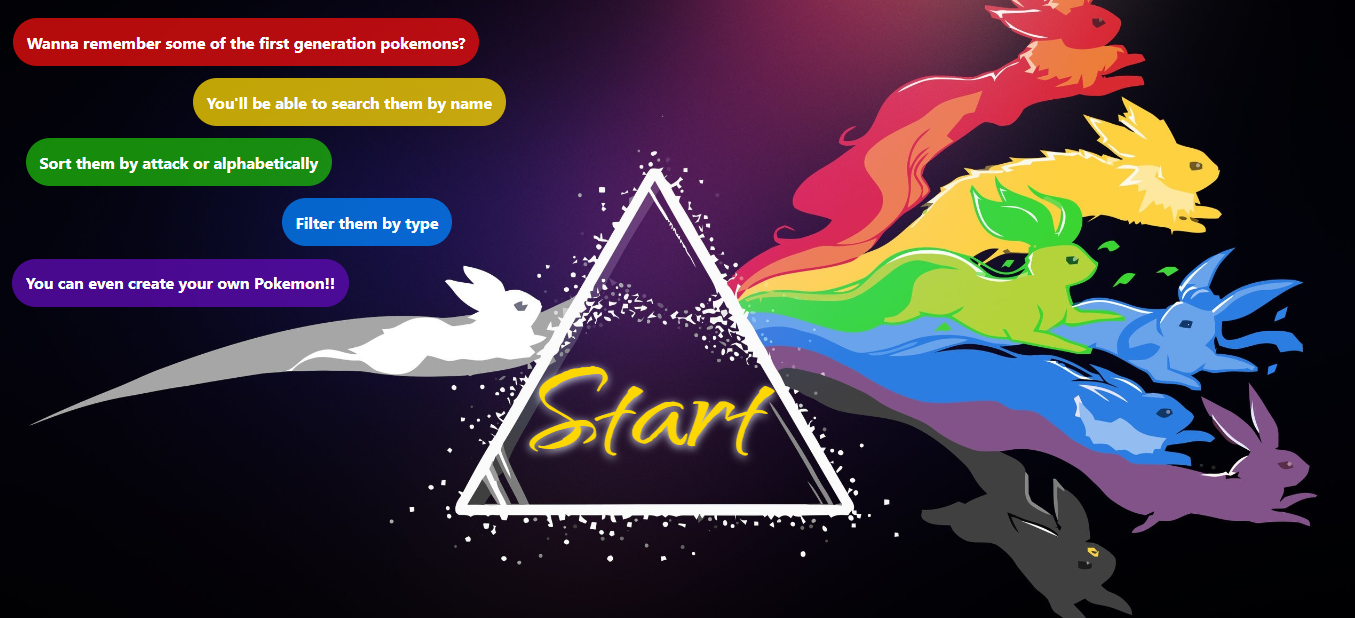 Wanna remember some of the first generation pokemons?
You'll be able to search them by name
Sort them by attack or alphabetically
Filter them by type
You can even create your own Pokemon!!
Start